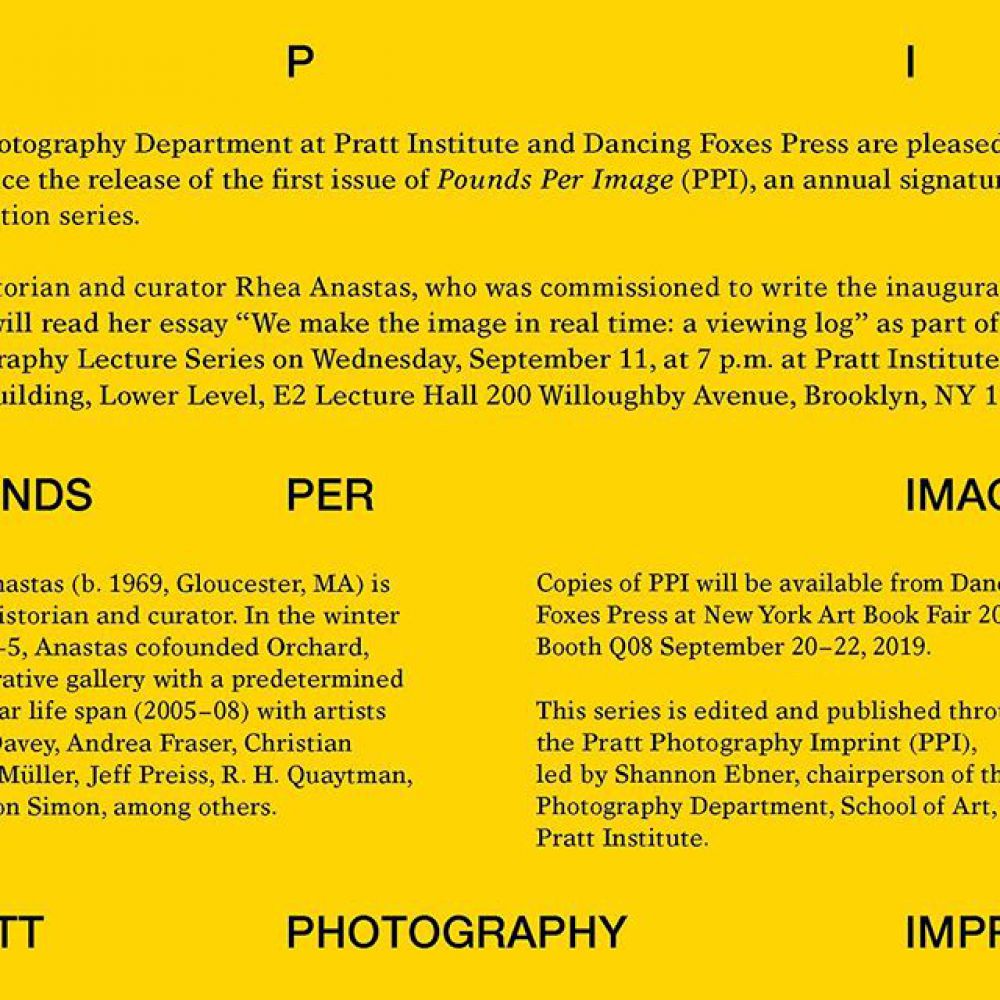 P I
otography Department at Pratt Institute and Dancing Foxes Press are pleased
ce the release of the first issue of Pounds Per Image (PPI), an annual signatu
tion series.
torian and curator Rhea Anastas, who was commissioned to write the inaugura
will read her essay “We make the image in real time: a viewing log” as part of
raphy Lecture Series on Wednesday, September 11, at 7 p.m. at Pratt Institute
uilding, Lower Level, E2 Lecture Hall 200 Willoughby Avenue, Brooklyn, NY 1
NDS PER IMAG
nastas (b. 1969, Gloucester, MA) is
istorian and curator. In the winter
-5, Anastas cofounded Orchard,
rative gallery with a predetermined
ar life span (2005–08) with artists
Davey, Andrea Fraser, Christian
Müller, Jeff Preiss, R. H. Quaytman,
on Simon, among others.
Copies of PPI will be available from Danc
Foxes Press at New York Art Book Fair 20
Booth Q08 September 20–22, 2019.
This series is edited and published throu
the Pratt Photography Imprint (PPI),
led by Shannon Ebner, chairperson of th
Photography Department, School of Art,
Pratt Institute.
TT PHOTOGRAPHY IMPR